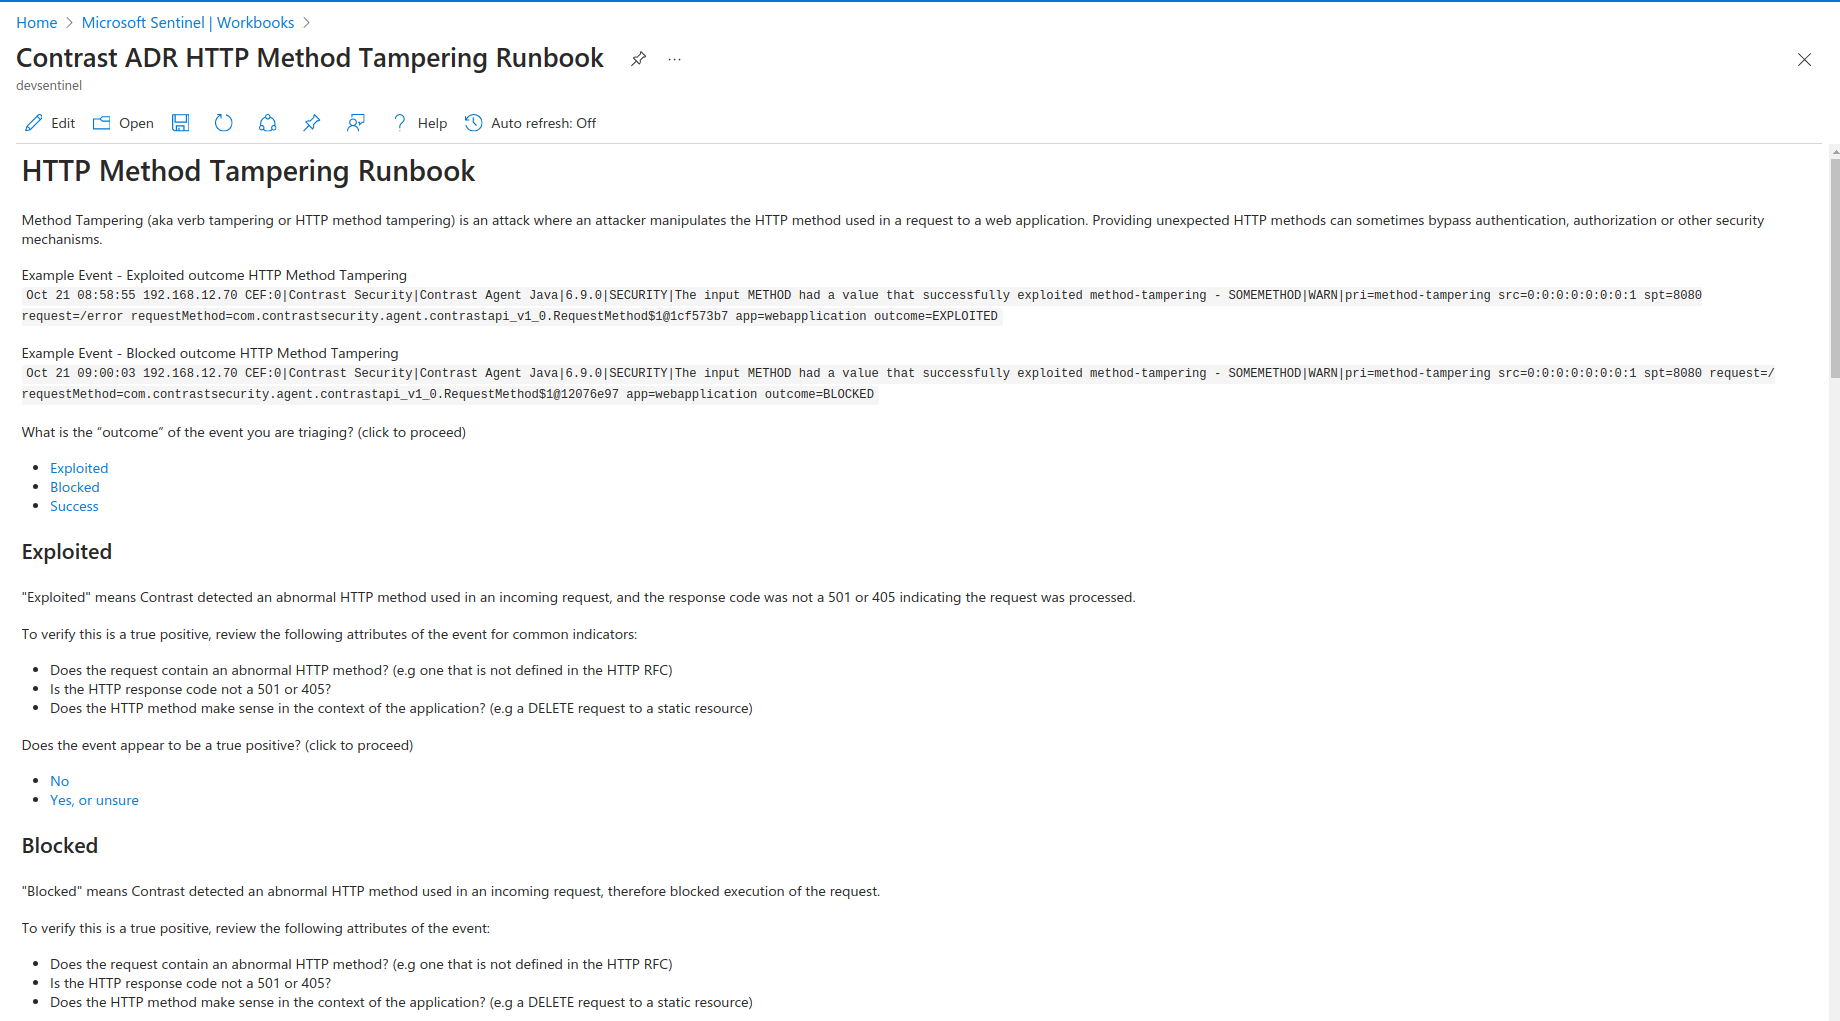 Home > Microsoft Sentinel | Workbooks >
Contrast ADR HTTP Method Tampering Runbook ...
devsentinel
Edit Open Help Auto refresh: Off
HTTP Method Tampering Runbook
Method Tampering (aka verb tampering or HTTP method tampering) is an attack where an attacker manipulates the HTTP method used in a request to a web application. Providing unexpected HTTP methods can sometimes bypass authentication, authorization or other security
mechanisms.
Example Event - Exploited outcome HTTP Method Tampering
Oct 21 08:58:55 192.168.12.70 CEF:0|Contrast Security|Contrast Agent Java|6.9.0|SECURITY|The input METHOD had a value that successfully exploited method-tampering - SOMEMETHOD|WARN|pri=method-tampering src=0:0:0:0:0:0:0:1 spt=8080
request=/error requestMethod=com.contrastsecurity.agent.contrastapi_v1_0.RequestMethod$1@1cf573b7 app=webapplication outcome=EXPLOITED
Example Event - Blocked outcome HTTP Method Tampering
Oct 21 09:00:03 192.168.12.70 CEF:0|Contrast Security|Contrast Agent Java|6.9.0|SECURITY|The input METHOD had a value that successfully exploited method-tampering - SOMEMETHOD|WARN|pri=method-tampering src=0:0:0:0:0:0:0:1 spt=8080 request=/
requestMethod=com.contrastsecurity.agent.contrastapi_v1_0.RequestMethod$1@12076e97 app=webapplication outcome=BLOCKED
What is the “outcome” of the event you are triaging? (click to proceed)
• Exploited
• Blocked
• Success
Exploited
"Exploited" means Contrast detected an abnormal HTTP method used in an incoming request, and the response code was not a 501 or 405 indicating the request was processed.
To verify this is a true positive, review the following attributes of the event for common indicators:
• Does the request contain an abnormal HTTP method? (e.g one that is not defined in the HTTP RFC)
• Is the HTTP response code not a 501 or 405?
• Does the HTTP method make sense in the context of the application? (e.g a DELETE request to a static resource)
Does the event appear to be a true positive? (click to proceed)
• No
• Yes, or unsure
Blocked
"Blocked" means Contrast detected an abnormal HTTP method used in an incoming request, therefore blocked execution of the request.
To verify this is a true positive, review the following attributes of the event:
• Does the request contain an abnormal HTTP method? (e.g one that is not defined in the HTTP RFC)
• Is the HTTP response code not a 501 or 405?
• Does the HTTP method make sense in the context of the application? (e.g a DELETE request to a static resource)